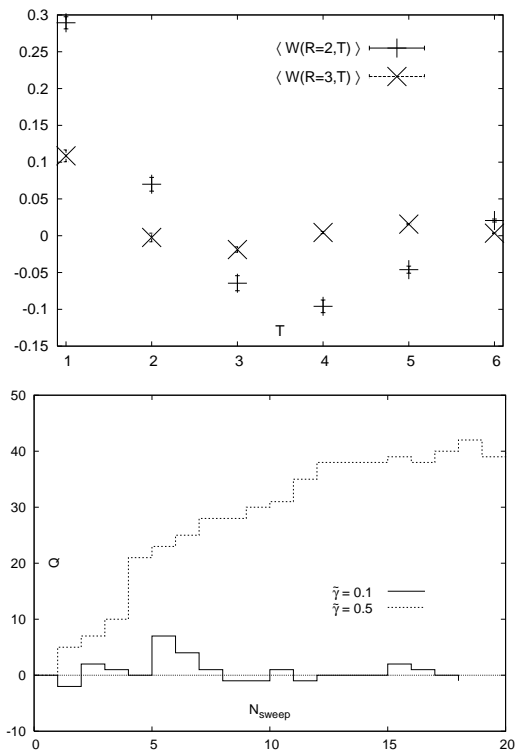 0.3
0.25
0.2
0.15
0.1
0.05
0
-0.05
-0.1
-0.15
⟨ W(R=2,T) ⟩
⟨ W(R=3,T) ⟩
T
1 2 3 4 5 6
50
40
30
20
10
0
-10
Q
γ̃ = 0.1
γ̃ = 0.5
N_sweep
0 5 10 15 20